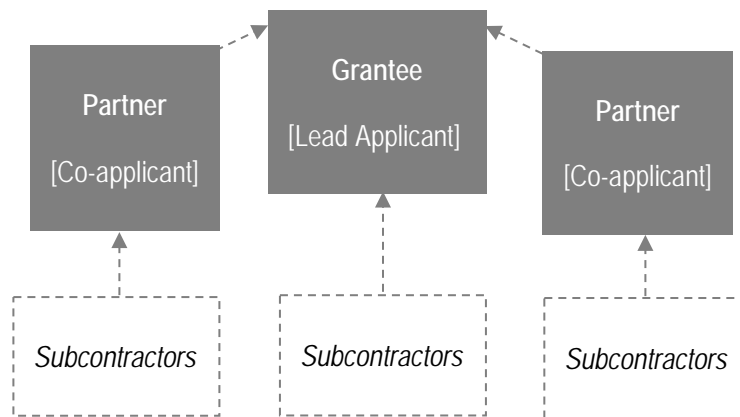 Partner
[Co-applicant]
Grantee
[Lead Applicant]
Partner
[Co-applicant]
Subcontractors
Subcontractors
Subcontractors